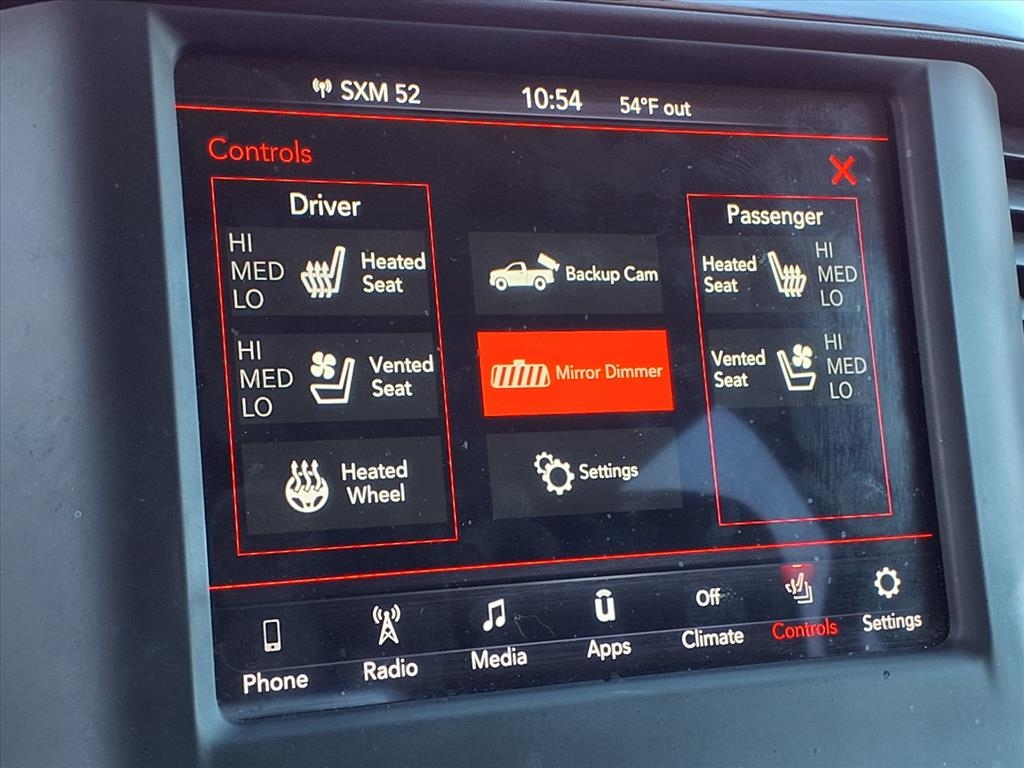 SXM 52 10:54 54°F out
Controls X
Driver
HI
MED
LO
Heated
Seat
HI
MED
LO
Vented
Seat
Heated
Wheel
Backup Cam
Mirror Dimmer
Settings
Passenger
Heated
Seat
HI
MED
LO
Vented
Seat
HI
MED
LO
Phone
Radio
Media
Apps
Off
Climate
Controls
Settings